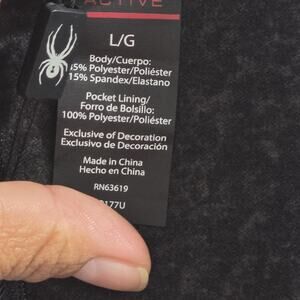 ACTIVE
L/G
Body/Cuerpo:
85% Polyester/Poliéster
15% Spandex/Elastano
Pocket Lining/
Forro de Bolsillo:
100% Polyester/Poliéster
Exclusive of Decoration
Exclusivo de Decoración
Made in China
Hecho en China
RN63619